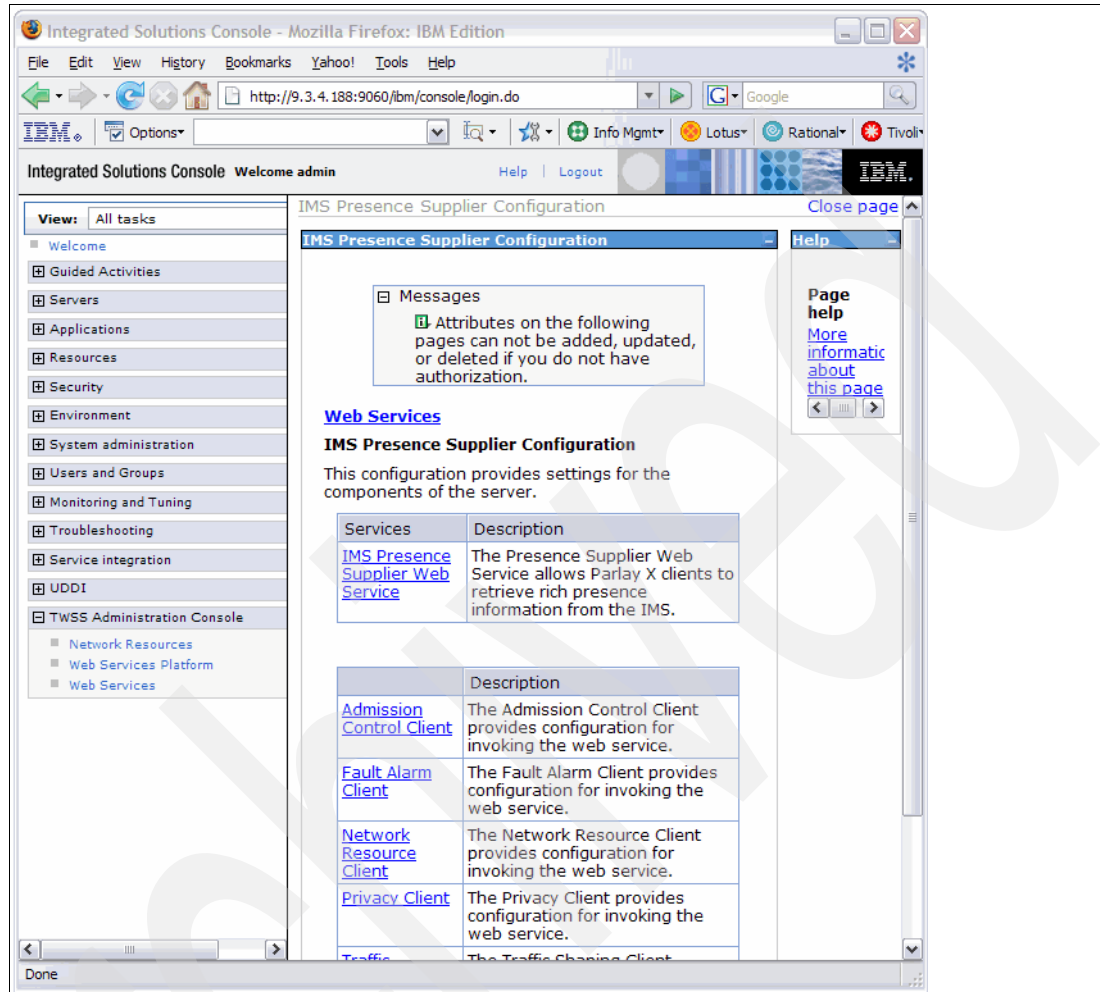 Integrated Solutions Console - Mozilla Firefox: IBM Edition
File Edit View History Bookmarks Yahoo! Tools Help
http://9.3.4.188:9060/ibm/console/login.do
G Google
IBM Options Info Mgmt Lotus Rational Tivoli
Integrated Solutions Console Welcome admin
Help | Logout
IBM.
View: All tasks
Welcome
Guided Activities
Servers
Applications
Resources
Security
Environment
System administration
Users and Groups
Monitoring and Tuning
Troubleshooting
Service integration
UDDI
TWSS Administration Console
Network Resources
Web Services Platform
Web Services
IMS Presence Supplier Configuration
Close page
IMS Presence Supplier Configuration
Messages
Attributes on the following
pages can not be added, updated,
or deleted if you do not have
authorization.
Web Services
IMS Presence Supplier Configuration
This configuration provides settings for the
components of the server.
Services Description
IMS Presence
Supplier Web
Service
The Presence Supplier Web
Service allows Parlay X clients to
retrieve rich presence
information from the IMS.
Description
Admission
Control Client
The Admission Control Client
provides configuration for
invoking the web service.
Fault Alarm
Client
The Fault Alarm Client provides
configuration for invoking the
web service.
Network
Resource
Client
The Network Resource Client
provides configuration for
invoking the web service.
Privacy Client
The Privacy Client provides
configuration for invoking the
web service.
Traffic
The Traffic Shaping Client
Help
Page
help
More
informatic
about
this page
Done